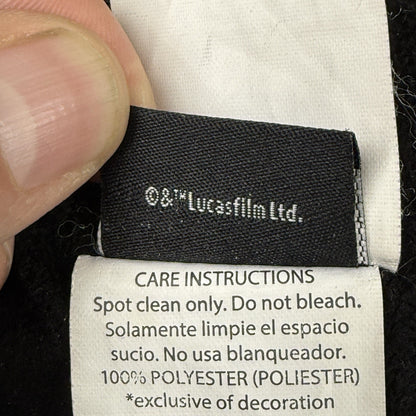 ©&™Lucasfilm Ltd.
CARE INSTRUCTIONS
Spot clean only. Do not bleach.
Solamente limpie el espacio
sucio. No usa blanqueador.
100% POLYESTER (POLIESTER)
*exclusive of decoration